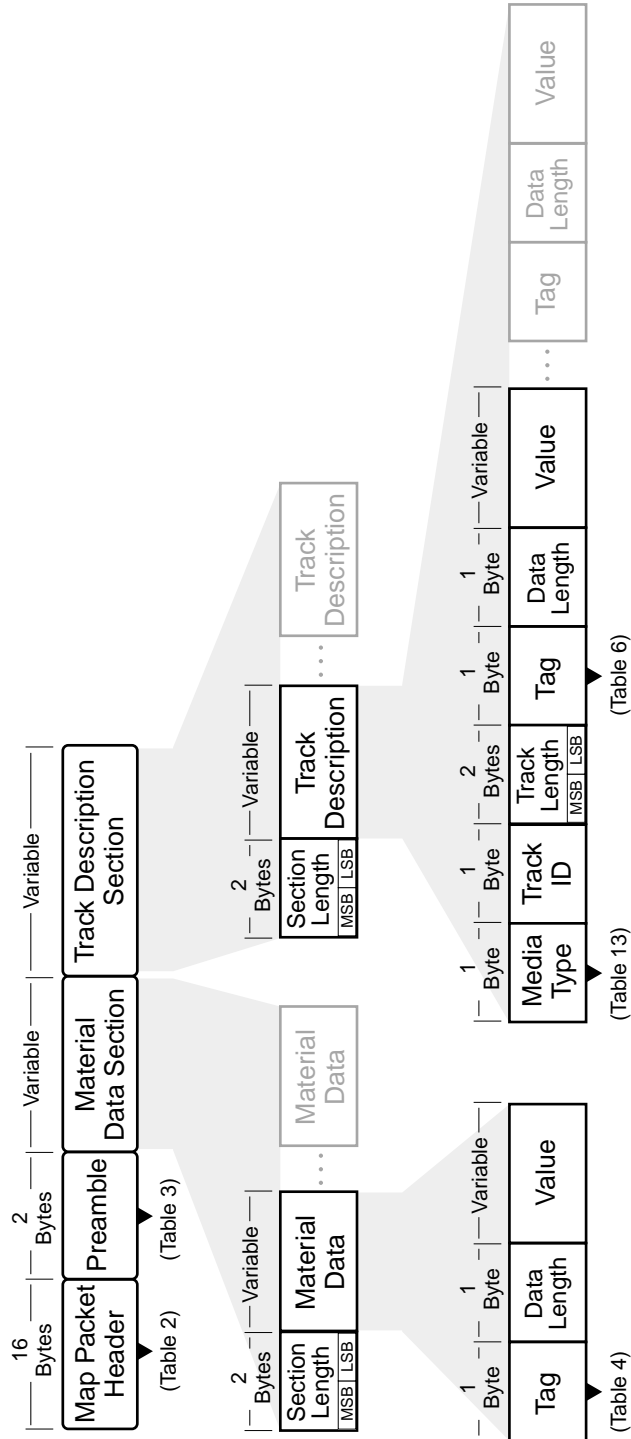 16
Bytes
2
Bytes
Variable
Variable
Map Packet
Header
Preamble
Material
Data Section
Track Description
Section
(Table 2)
(Table 3)
2
Bytes
Variable
2
Bytes
Variable
Section
Length
MSB LSB
Material
Data
....
Material
Data
Section
Length
MSB LSB
Track
Description
....
Track
Description
1
Byte
1
Byte
Variable
1
Byte
1
Byte
2
Bytes
1
Byte
1
Byte
Variable
Tag
Data
Length
Value
Media
Type
Track
ID
Track
Length
MSB LSB
Tag
Data
Length
Value
....
Tag
Data
Length
Value
(Table 4)
(Table 13)
(Table 6)